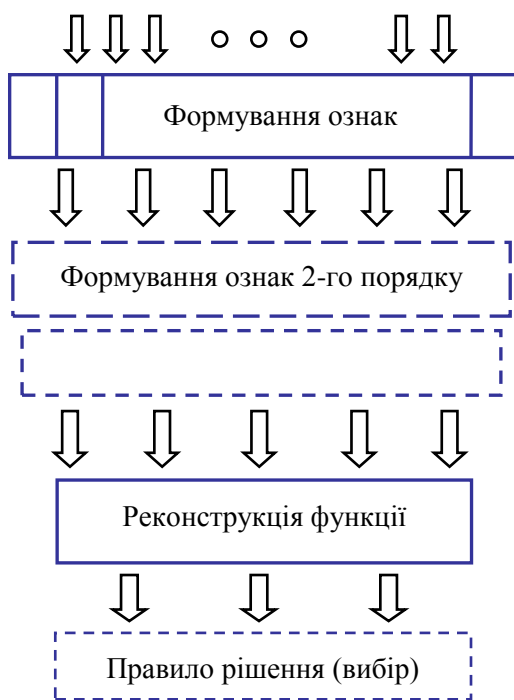 Формування ознак
Формування ознак 2-го порядку
Реконструкція функції
Правило рішення (вибір)